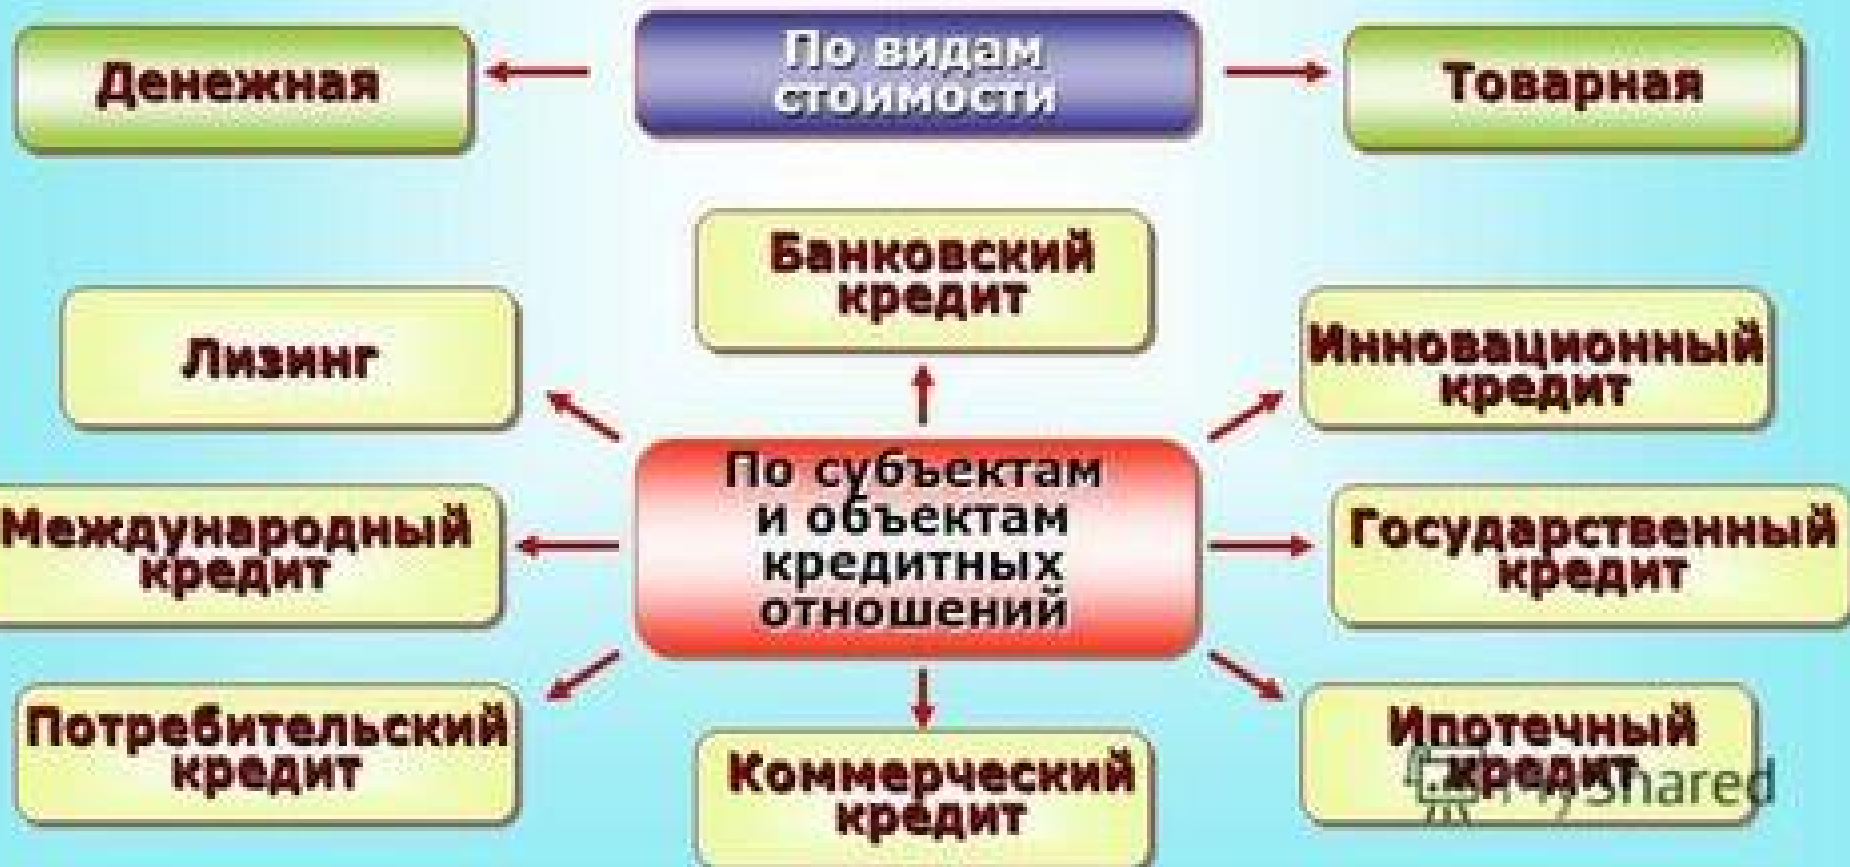 Денежная
По видам
стоимости
Товарная
Банковский
кредит
Лизинг
Инновационный
кредит
По субъектам
и объектам
кредитных
отношений
Международный
кредит
Государственный
кредит
Потребительский
кредит
Коммерческий
кредит
Ипотечный
кредит
MyShared